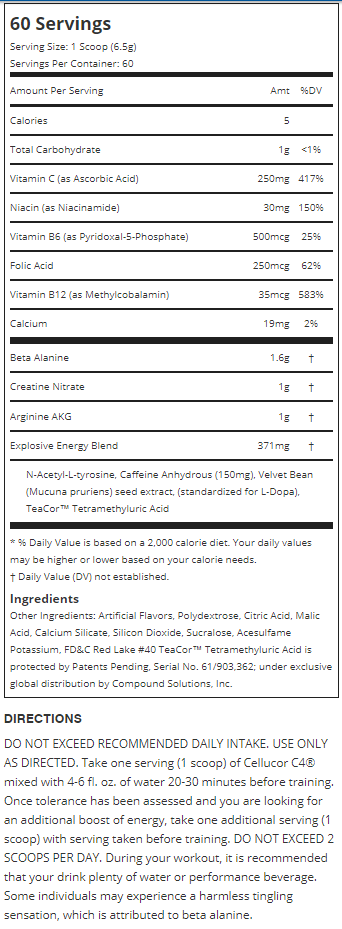 60 Servings
Serving Size: 1 Scoop (6.5g)
Servings Per Container: 60
Amount Per Serving Amt %DV
Calories 5
Total Carbohydrate 1g <1%
Vitamin C (as Ascorbic Acid) 250mg 417%
Niacin (as Niacinamide) 30mg 150%
Vitamin B6 (as Pyridoxal-5-Phosphate) 500mcg 25%
Folic Acid 250mcg 62%
Vitamin B12 (as Methylcobalamin) 35mcg 583%
Calcium 19mg 2%
Beta Alanine 1.6g †
Creatine Nitrate 1g †
Arginine AKG 1g †
Explosive Energy Blend 371mg †
N-Acetyl-L-tyrosine, Caffeine Anhydrous (150mg), Velvet Bean
(Mucuna pruriens) seed extract, (standardized for L-Dopa),
TeaCor™ Tetramethyluric Acid
* % Daily Value is based on a 2,000 calorie diet. Your daily values
may be higher or lower based on your calorie needs.
† Daily Value (DV) not established.
Ingredients
Other Ingredients: Artificial Flavors, Polydextrose, Citric Acid, Malic
Acid, Calcium Silicate, Silicon Dioxide, Sucralose, Acesulfame
Potassium, FD&C Red Lake #40 TeaCor™ Tetramethyluric Acid is
protected by Patents Pending, Serial No. 61/903,362; under exclusive
global distribution by Compound Solutions, Inc.
DIRECTIONS
DO NOT EXCEED RECOMMENDED DAILY INTAKE. USE ONLY
AS DIRECTED. Take one serving (1 scoop) of Cellucor C4®
mixed with 4-6 fl. oz. of water 20-30 minutes before training.
Once tolerance has been assessed and you are looking for
an additional boost of energy, take one additional serving (1
scoop) with serving taken before training. DO NOT EXCEED 2
SCOOPS PER DAY. During your workout, it is recommended
that your drink plenty of water or performance beverage.
Some individuals may experience a harmless tingling
sensation, which is attributed to beta alanine.